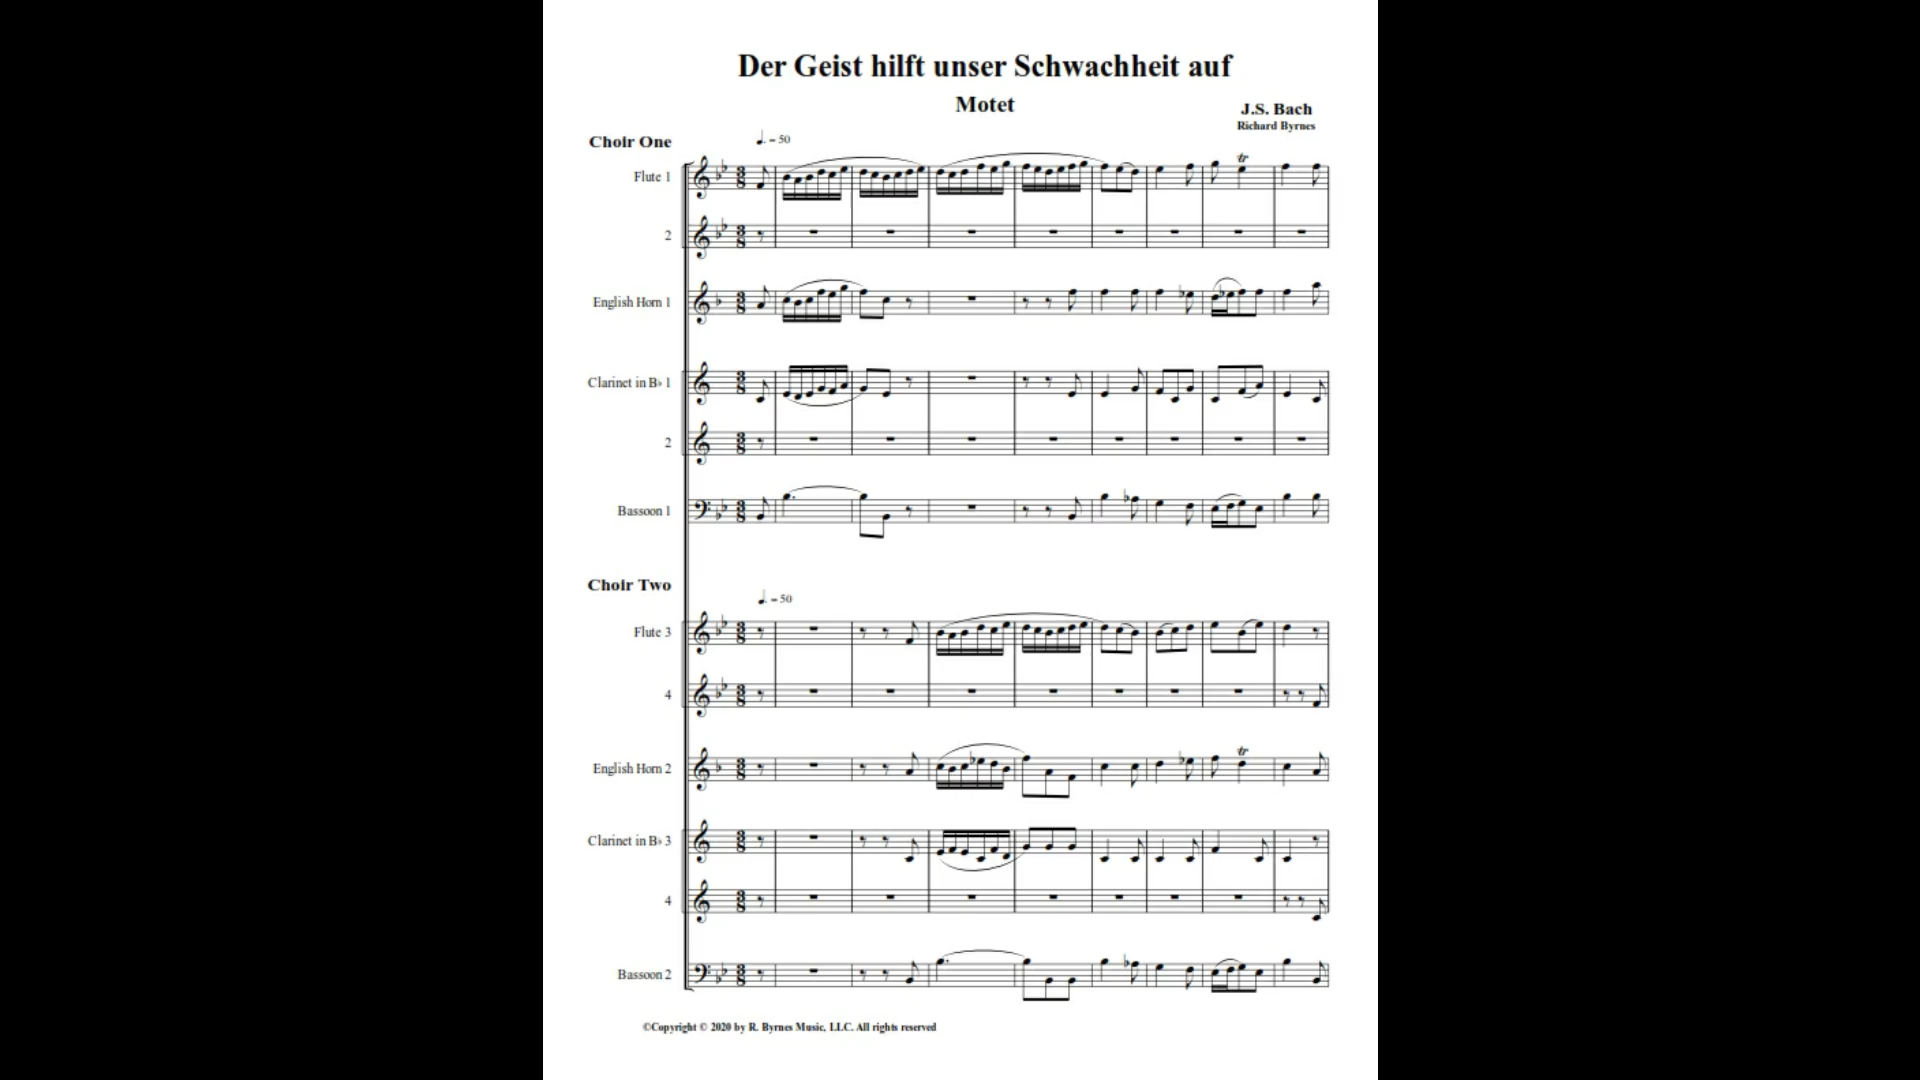 Der Geist hilft unser Schwachheit auf
Motet
J.S. Bach
Richard Byrnes
Choir One
♩. = 50
Flute 1
2
English Horn 1
Clarinet in B♭ 1
2
Bassoon 1
Choir Two
♩. = 50
Flute 3
4
English Horn 2
Clarinet in B♭ 3
4
Bassoon 2
©Copyright © 2020 by R. Byrnes Music, LLC. All rights reserved